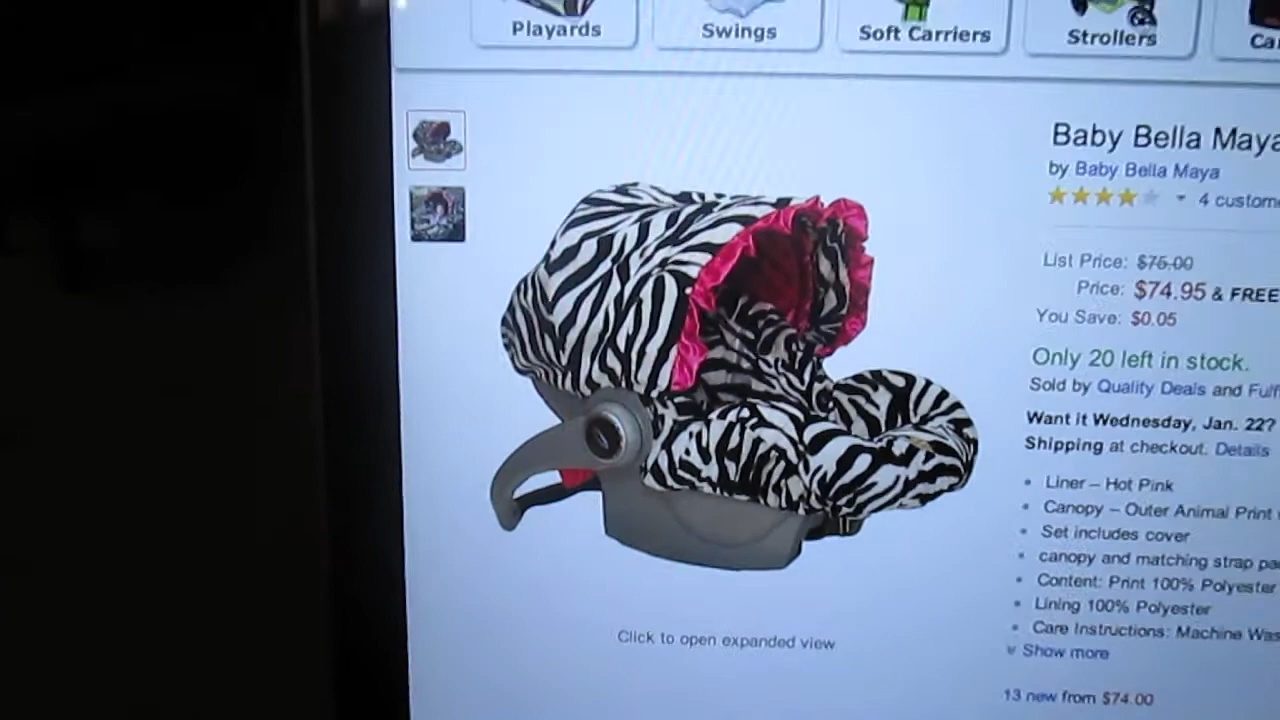 Playards
Swings
Soft Carriers
Strollers
Baby Bella Maya
by Baby Bella Maya
4
List Price: $75.00
Price: $74.95 & FREE
You Save: $0.05
Only 20 left in stock.
Sold by Quality Deals and
Want it Wednesday, Jan. 22?
Shipping at checkout. Details
Liner – Hot Pink
Canopy – Outer Animal Print
Set includes cover
canopy and matching strap
Content: Print 100% Polyester
Lining 100% Polyester
Care Instructions: Machine
Show more
Click to open expanded view
13 new from $74.00